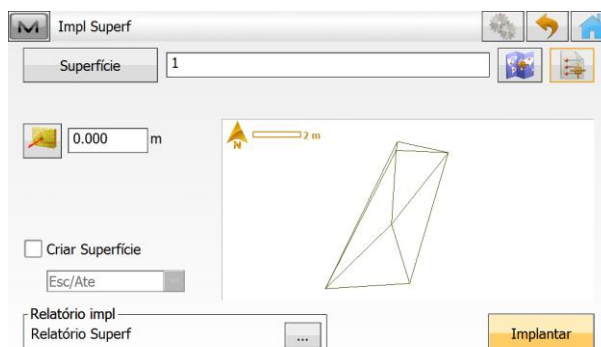 Impl Superf
Superfície 1
0.000 m
N 2 m
Criar Superfície
Esc/Ate
Relatório impl
Relatório Superf ...
Implantar